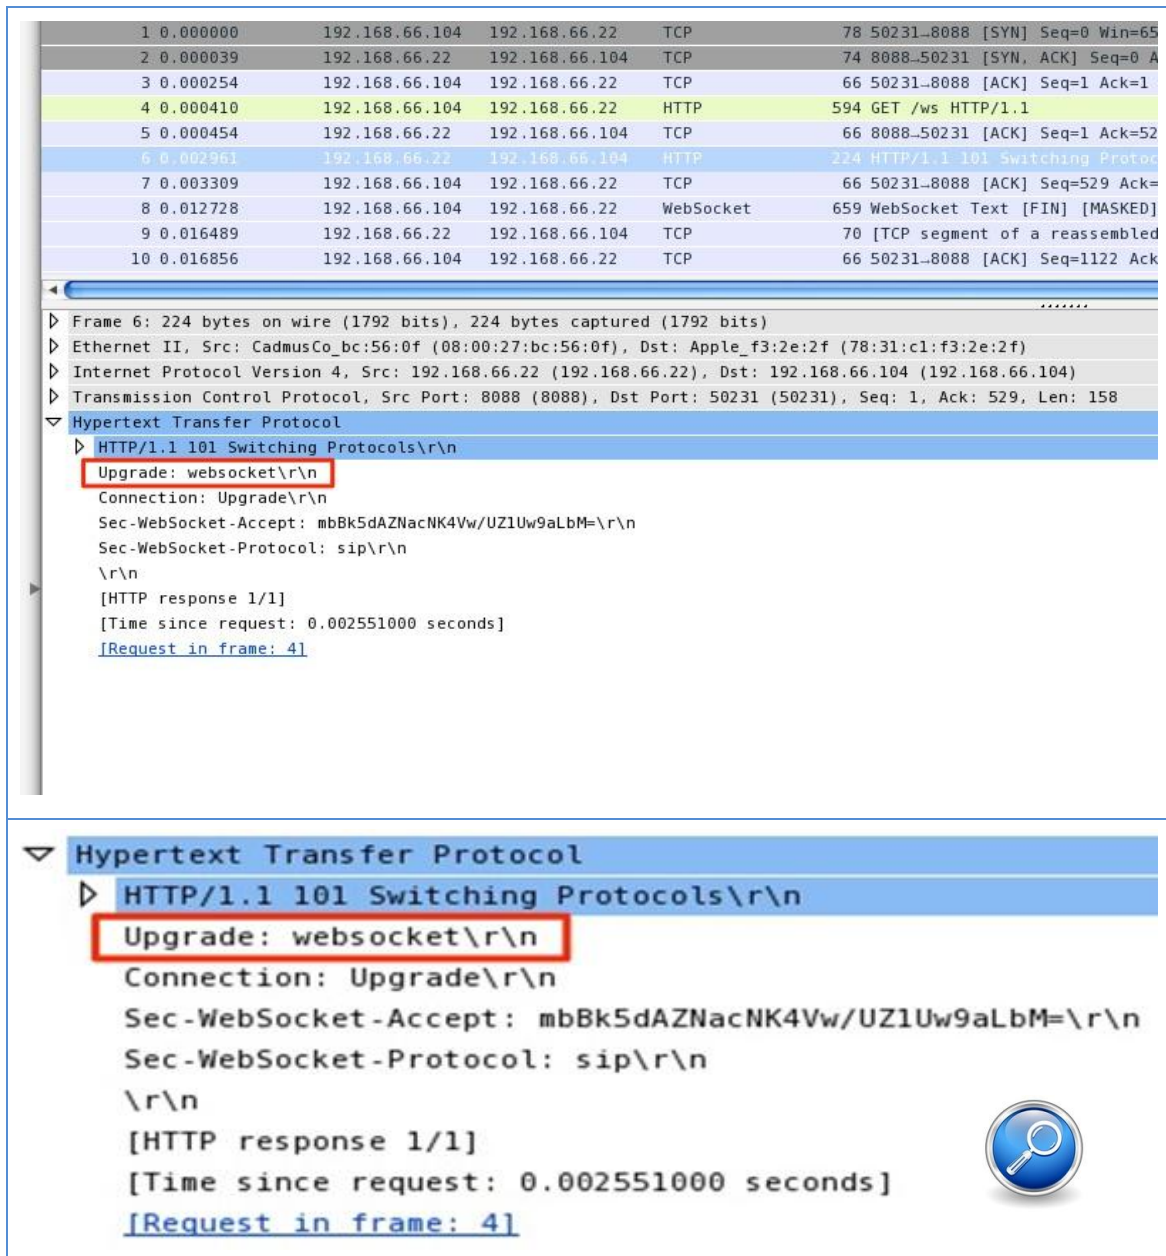 1 0.000000 192.168.66.104 192.168.66.22 TCP 78 50231→8088 [SYN] Seq=0 Win=65
2 0.000039 192.168.66.22 192.168.66.104 TCP 74 8088→50231 [SYN, ACK] Seq=0 A
3 0.000254 192.168.66.104 192.168.66.22 TCP 66 50231→8088 [ACK] Seq=1 Ack=1
4 0.000410 192.168.66.104 192.168.66.22 HTTP 594 GET /ws HTTP/1.1
5 0.000454 192.168.66.22 192.168.66.104 TCP 66 8088→50231 [ACK] Seq=1 Ack=52
6 0.002961 192.168.66.22 192.168.66.104 HTTP 224 HTTP/1.1 101 Switching Protoc
7 0.003309 192.168.66.104 192.168.66.22 TCP 66 50231→8088 [ACK] Seq=529 Ack=
8 0.012728 192.168.66.104 192.168.66.22 WebSocket 659 WebSocket Text [FIN] [MASKED]
9 0.016489 192.168.66.22 192.168.66.104 TCP 70 [TCP segment of a reassembled
10 0.016856 192.168.66.104 192.168.66.22 TCP 66 50231→8088 [ACK] Seq=1122 Ack
Frame 6: 224 bytes on wire (1792 bits), 224 bytes captured (1792 bits)
Ethernet II, Src: CadmusCo_bc:56:0f (08:00:27:bc:56:0f), Dst: Apple_f3:2e:2f (78:31:c1:f3:2e:2f)
Internet Protocol Version 4, Src: 192.168.66.22 (192.168.66.22), Dst: 192.168.66.104 (192.168.66.104)
Transmission Control Protocol, Src Port: 8088 (8088), Dst Port: 50231 (50231), Seq: 1, Ack: 529, Len: 158
Hypertext Transfer Protocol
HTTP/1.1 101 Switching Protocols\r\n
Upgrade: websocket\r\n
Connection: Upgrade\r\n
Sec-WebSocket-Accept: mbBk5dAZNacNK4Vw/UZ1Uw9aLbM=\r\n
Sec-WebSocket-Protocol: sip\r\n
\r\n
[HTTP response 1/1]
[Time since request: 0.002551000 seconds]
[Request in frame: 4]
Hypertext Transfer Protocol
HTTP/1.1 101 Switching Protocols\r\n
Upgrade: websocket\r\n
Connection: Upgrade\r\n
Sec-WebSocket-Accept: mbBk5dAZNacNK4Vw/UZ1Uw9aLbM=\r\n
Sec-WebSocket-Protocol: sip\r\n
\r\n
[HTTP response 1/1]
[Time since request: 0.002551000 seconds]
[Request in frame: 4]